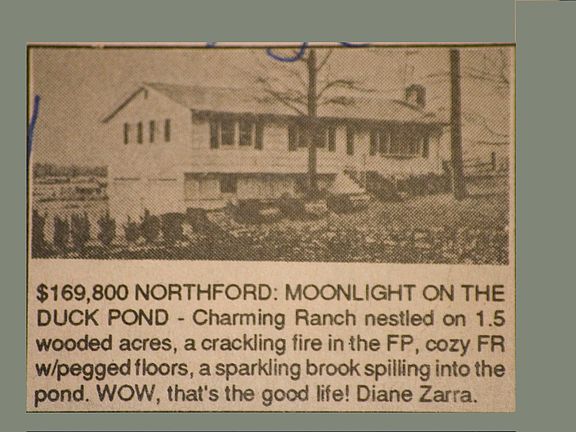 $169,800 NORTHFORD: MOONLIGHT ON THE
DUCK POND - Charming Ranch nestled on 1.5
wooded acres, a crackling fire in the FP, cozy FR
w/pegged floors, a sparkling brook spilling into the
pond. WOW, that's the good life! Diane Zarra.